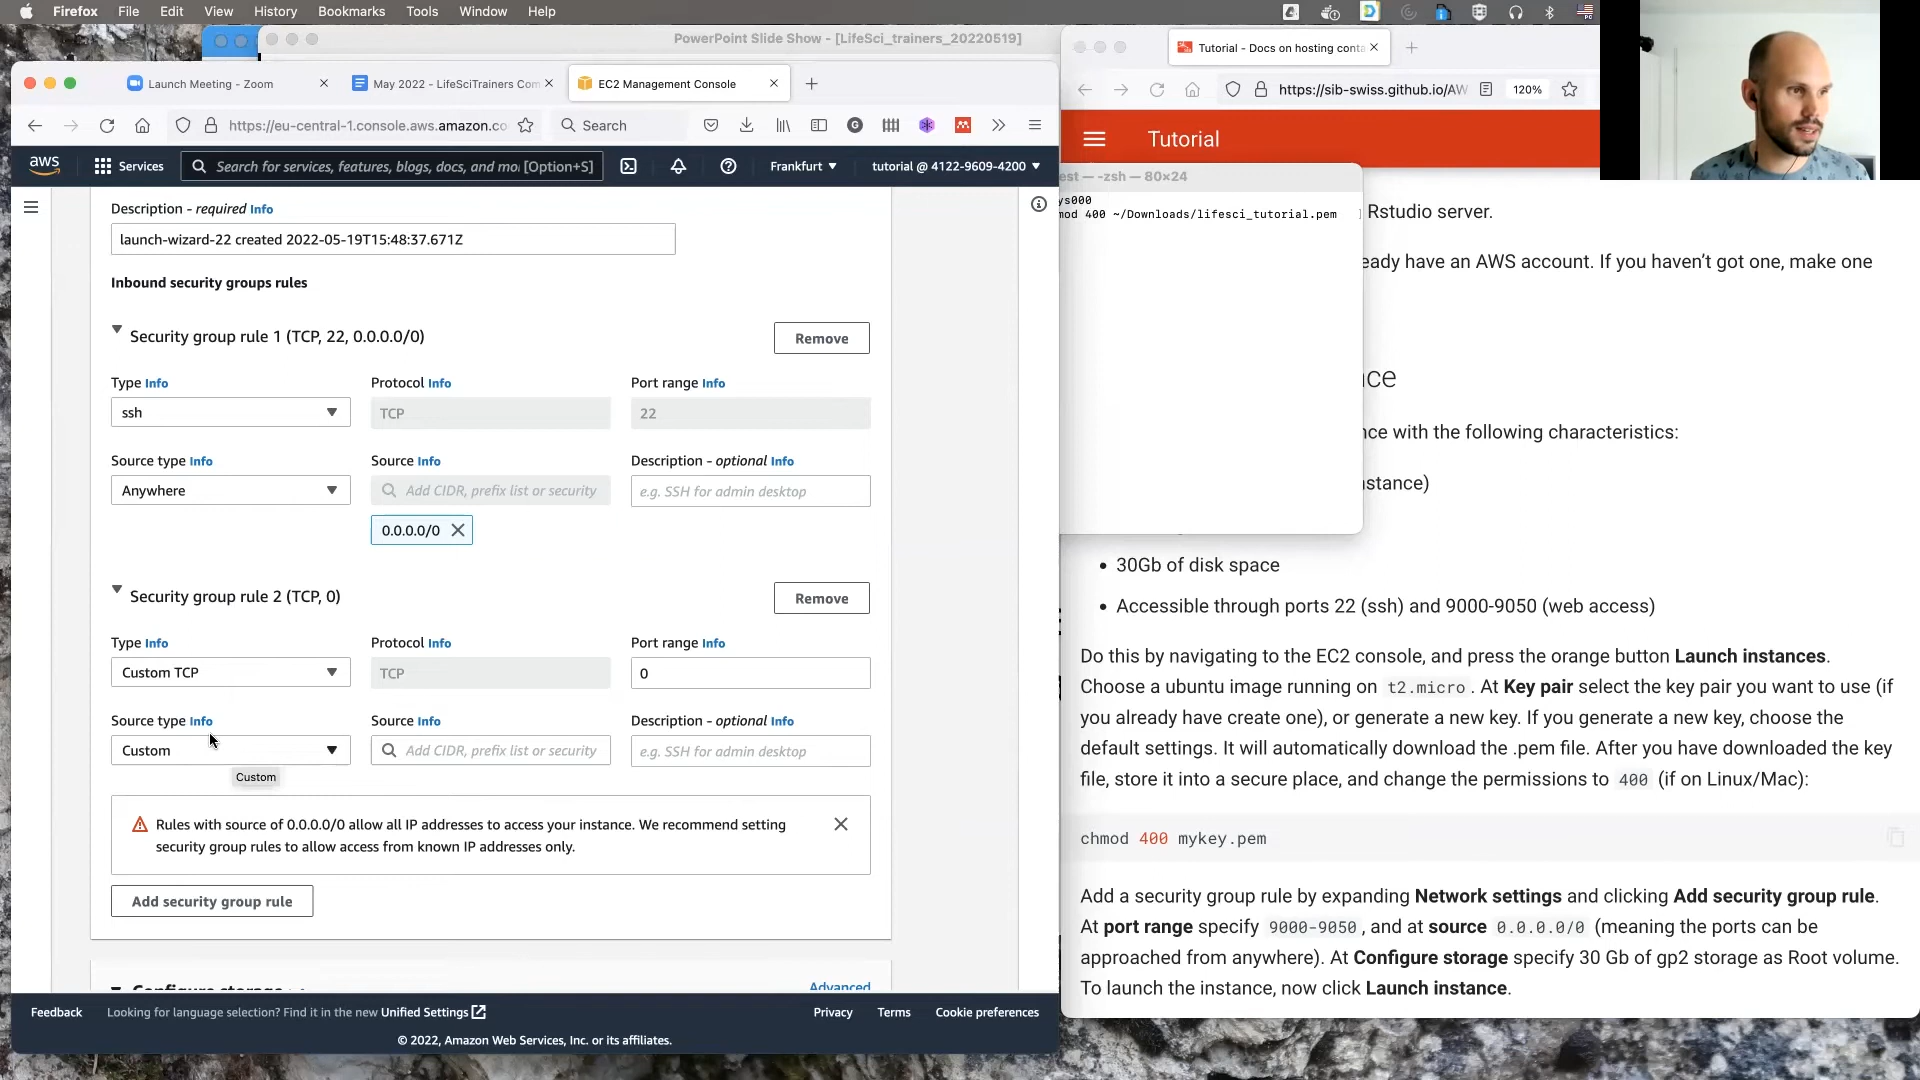 Firefox File Edit View History Bookmarks Tools Window Help
PowerPoint Slide Show - [LifeSci_trainers_20220519]
Launch Meeting - Zoom
May 2022 - LifeSciTrainers Com
EC2 Management Console
https://eu-central-1.console.aws.amazon.co
Search
aws
Services
Search for services, features, blogs, docs, and mo [Option+S]
Frankfurt
tutorial @ 4122-9609-4200
Description - required Info
launch-wizard-22 created 2022-05-19T15:48:37.671Z
Inbound security groups rules
Security group rule 1 (TCP, 22, 0.0.0.0/0)
Remove
Type Info
Protocol Info
Port range Info
ssh
TCP
22
Source type Info
Source Info
Description - optional Info
Anywhere
Add CIDR, prefix list or security
e.g. SSH for admin desktop
0.0.0.0/0
Security group rule 2 (TCP, 0)
Remove
Type Info
Protocol Info
Port range Info
Custom TCP
TCP
0
Source type Info
Source Info
Description - optional Info
Custom
Add CIDR, prefix list or security
e.g. SSH for admin desktop
Custom
Rules with source of 0.0.0.0/0 allow all IP addresses to access your instance. We recommend setting
security group rules to allow access from known IP addresses only.
Add security group rule
Advanced
Feedback
Looking for language selection? Find it in the new Unified Settings
Privacy
Terms
Cookie preferences
© 2022, Amazon Web Services, Inc. or its affiliates.
Tutorial - Docs on hosting conta
https://sib-swiss.github.io/AW
120%
Tutorial
est — -zsh — 80×24
ys000
mod 400 ~/Downloads/lifesci_tutorial.pem
Rstudio server.
eady have an AWS account. If you haven't got one, make one
ce
nce with the following characteristics:
stance)
• 30Gb of disk space
• Accessible through ports 22 (ssh) and 9000-9050 (web access)
Do this by navigating to the EC2 console, and press the orange button Launch instances.
Choose a ubuntu image running on t2.micro. At Key pair select the key pair you want to use (if
you already have create one), or generate a new key. If you generate a new key, choose the
default settings. It will automatically download the .pem file. After you have downloaded the key
file, store it into a secure place, and change the permissions to 400 (if on Linux/Mac):
chmod 400 mykey.pem
Add a security group rule by expanding Network settings and clicking Add security group rule.
At port range specify 9000-9050, and at source 0.0.0.0/0 (meaning the ports can be
approached from anywhere). At Configure storage specify 30 Gb of gp2 storage as Root volume.
To launch the instance, now click Launch instance.